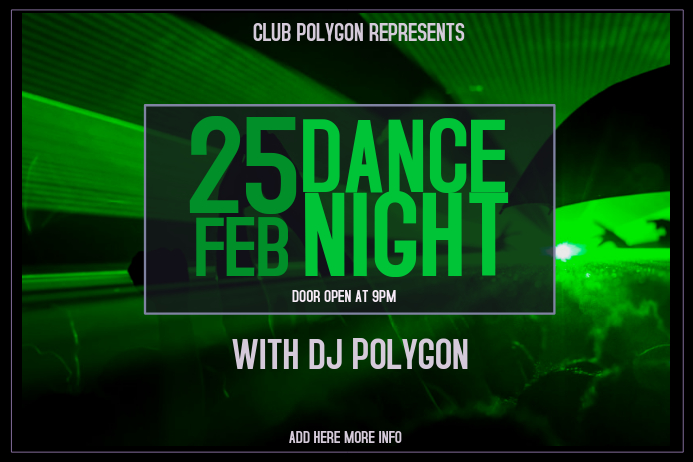 CLUB POLYGON REPRESENTS
25 DANCE
FEB NIGHT
DOOR OPEN AT 9PM
WITH DJ POLYGON
ADD HERE MORE INFO